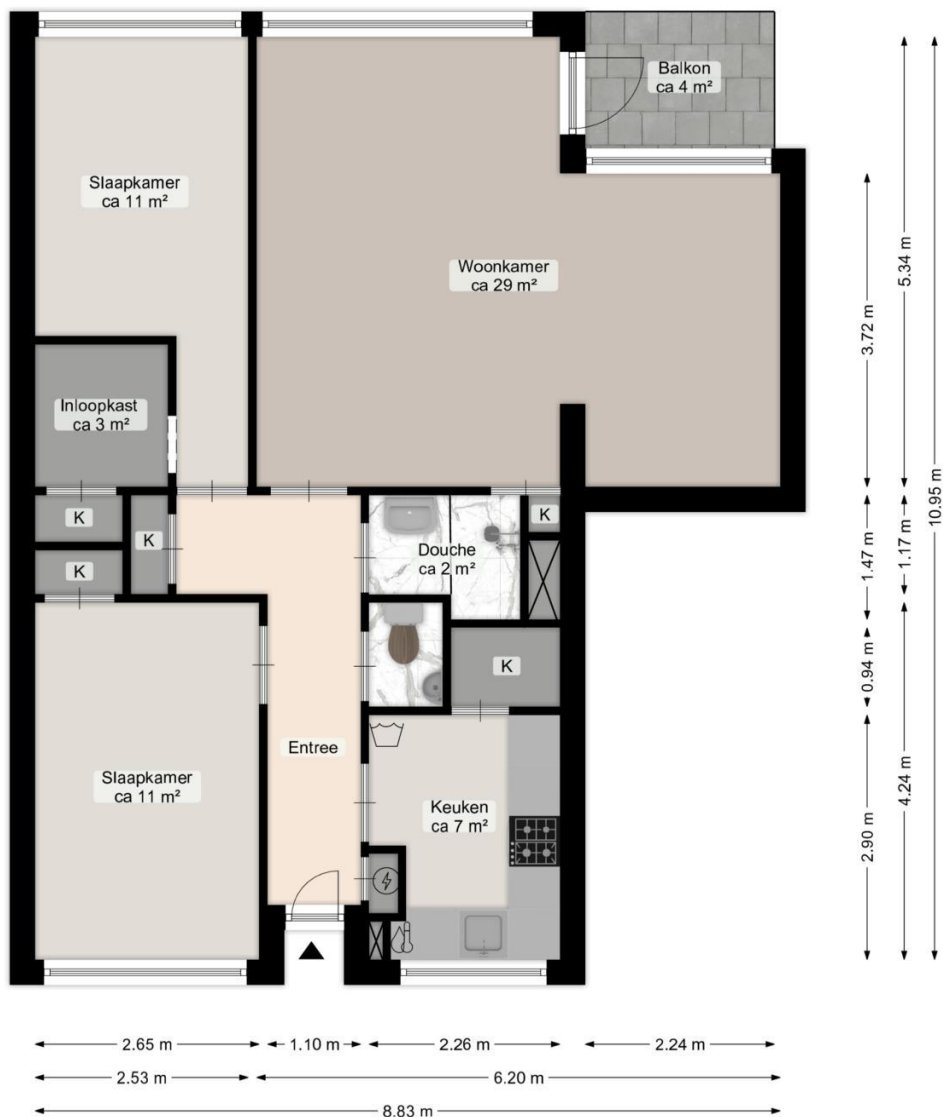 Balkon
ca 4 m²
Slaapkamer
ca 11 m²
Woonkamer
ca 29 m²
Inloopkast
ca 3 m²
K
K
K
K
Douche
ca 2 m²
K
Entree
Slaapkamer
ca 11 m²
Keuken
ca 7 m²
3.72 m
5.34 m
10.95 m
1.47 m
1.17 m
0.94 m
2.90 m
4.24 m
2.65 m
1.10 m
2.26 m
2.24 m
2.53 m
6.20 m
8.83 m